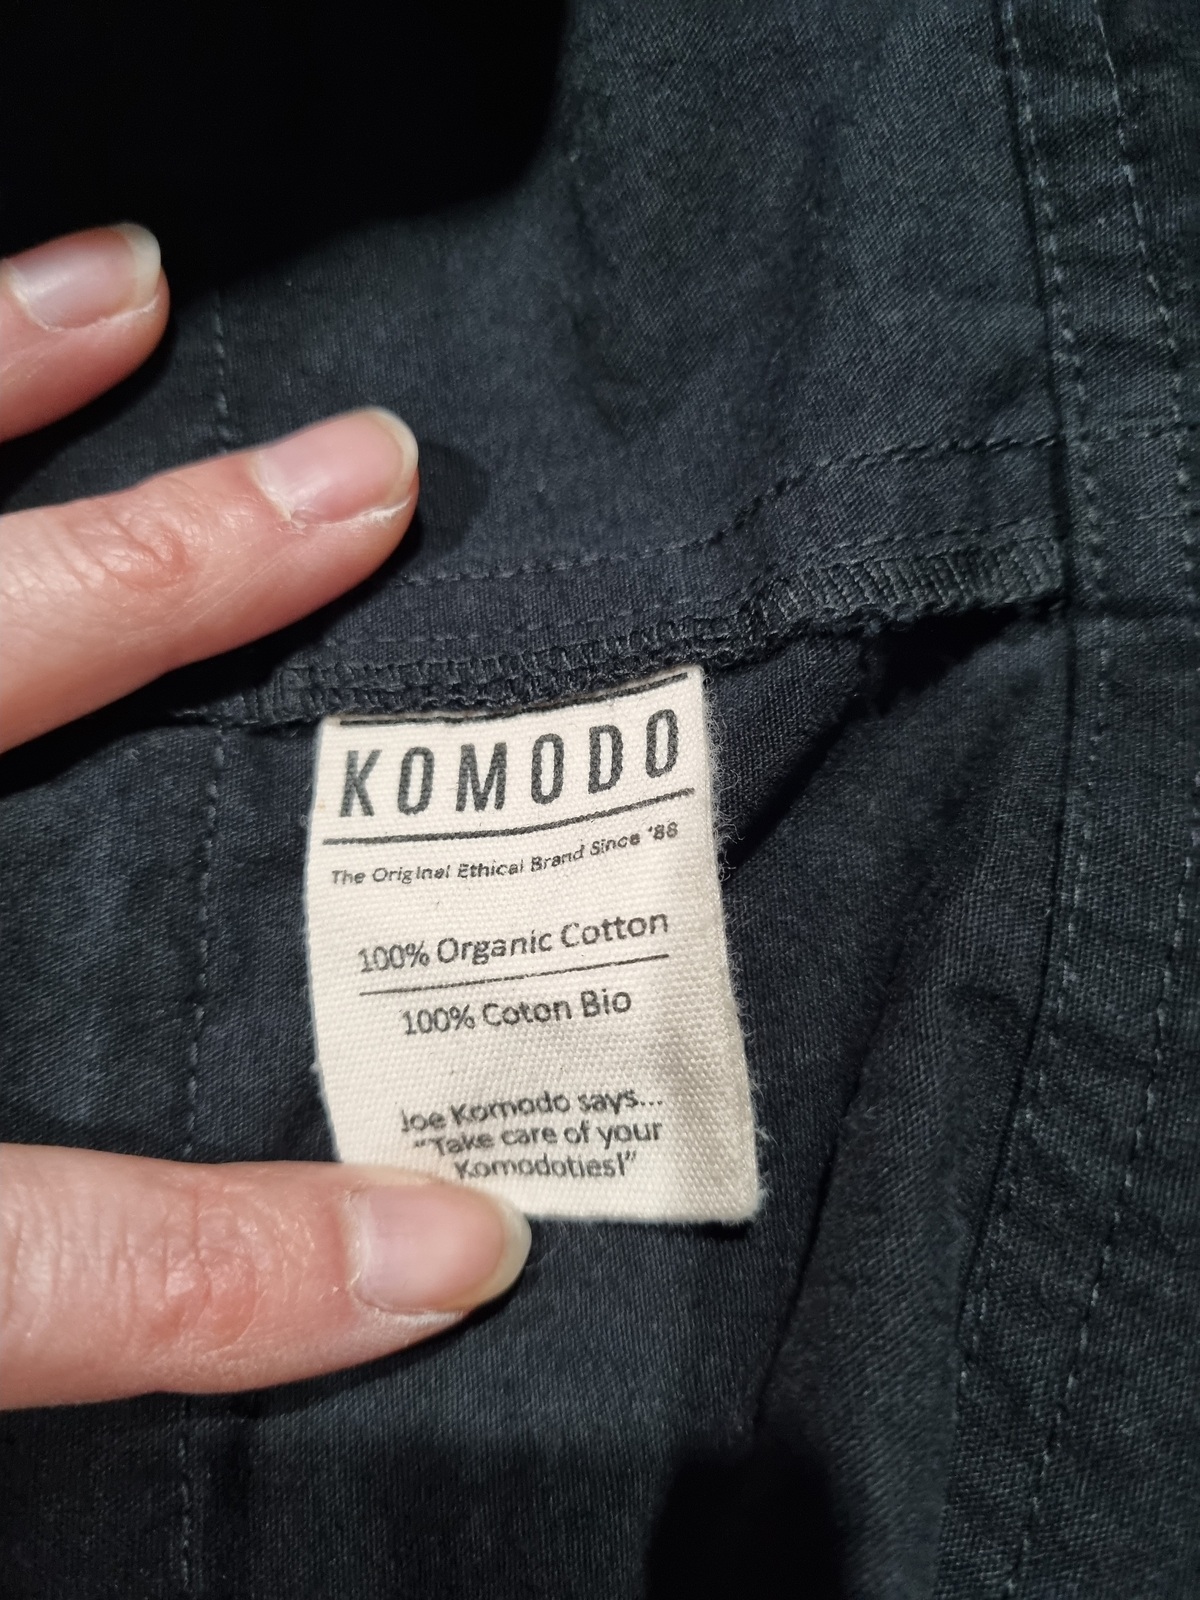 KOMODO
The Original Ethical Brand Since '88
100% Organic Cotton
100% Coton Bio
Joe Komodo says...
"Take care of your
Komodoties!"